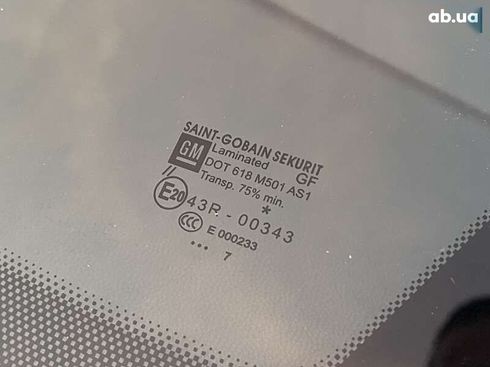 ab.ua
SAINT-GOBAIN SEKURIT
GM Laminated GF
DOT 618 M501 AS1
Transp. 75% min.
//
E20 43R - 00343 *
CCC E 000233
... 7